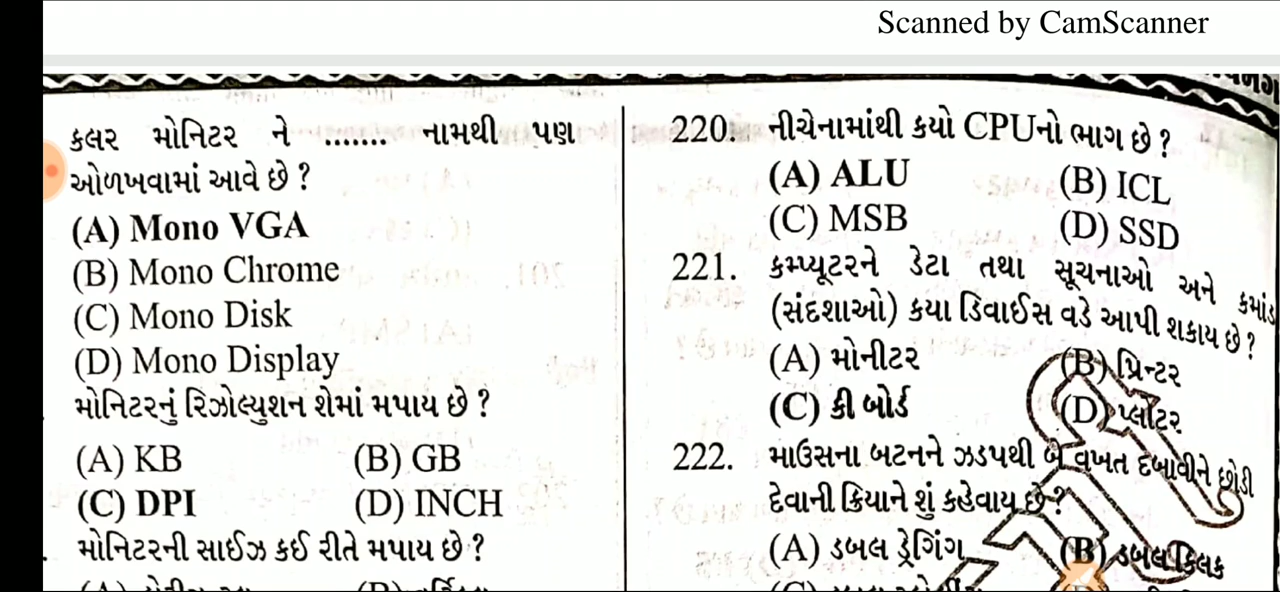 Scanned by CamScanner
કલર મોનિટર ને ........ નામથી પણ
ઓળખવામાં આવે છે ?
(A) Mono VGA
(B) Mono Chrome
(C) Mono Disk
(D) Mono Display
મોનિટરનું રિઝોલ્યુશન શેમાં મપાય છે ?
(A) KB (B) GB
(C) DPI (D) INCH
મોનિટરની સાઈઝ કઈ રીતે મપાય છે ?
220. નીચેનામાંથી કયો CPUનો ભાગ છે ?
(A) ALU (B) ICL
(C) MSB (D) SSD
221. કમ્પ્યૂટરને ડેટા તથા સૂચનાઓ અને કમાંડ
(સંદશાઓ) કયા ડિવાઈસ વડે આપી શકાય છે ?
(A) મોનીટર (B) પ્રિન્ટર
(C) કી બોર્ડ (D) પ્લોટર
222. માઉસના બટનને ઝડપથી બે વખત દબાવીને છોડી
દેવાની ક્રિયાને શું કહેવાય છે ?
(A) ડબલ ડ્રેગિંગ (B) ડબલ ક્લિક